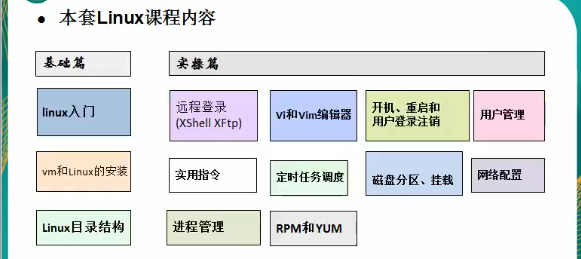 ● 本套Linux课程内容
基础篇
实操篇
linux入门
远程登录
(XShell XFtp)
Vi和Vim编辑器
开机、重启和
用户登录注销
用户管理
vm和Linux的安装
实用指令
定时任务调度
磁盘分区、挂载
网络配置
Linux目录结构
进程管理
RPM和YUM